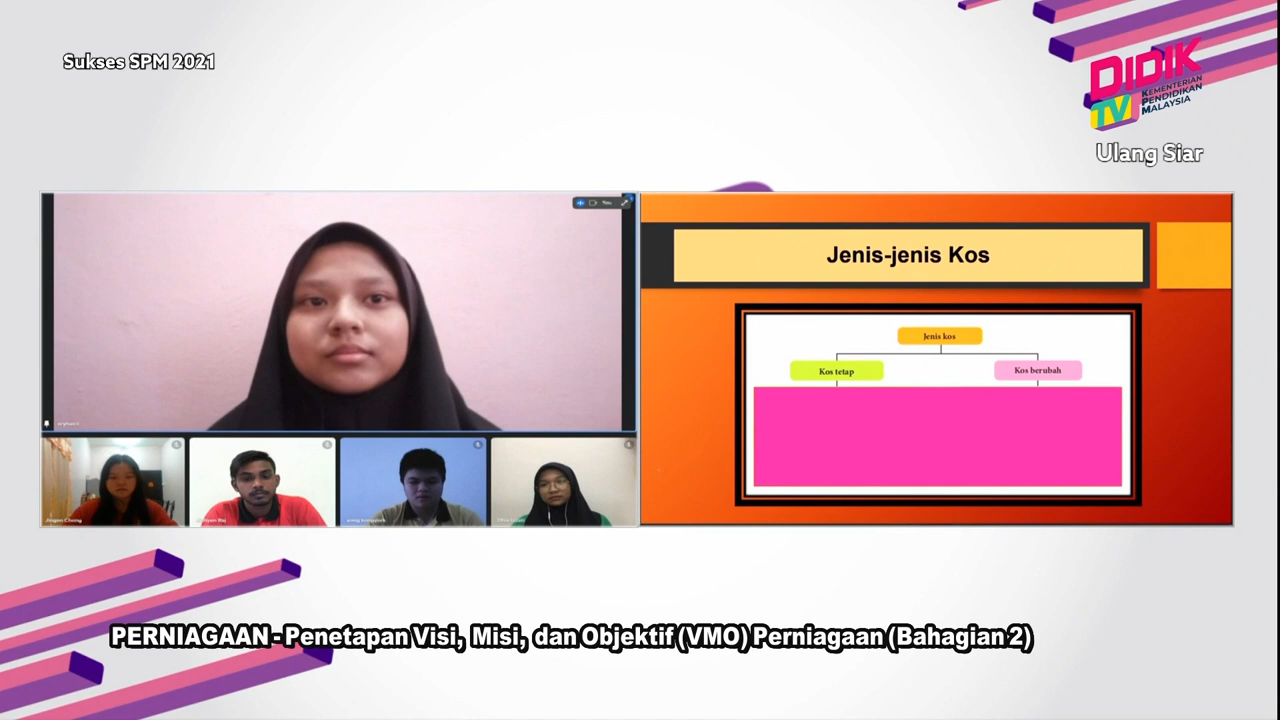 Sukses SPM 2021
DIDIK
TV
KEMENTERIAN
PENDIDIKAN
MALAYSIA
Ulang Siar
Jenis-jenis Kos
Jenis kos
Kos tetap
Kos berubah
PERNIAGAAN - Penetapan Visi, Misi, dan Objektif (VMO) Perniagaan (Bahagian 2)